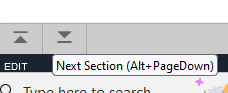 EDIT
Next Section (Alt+PageDown)
Type here to search